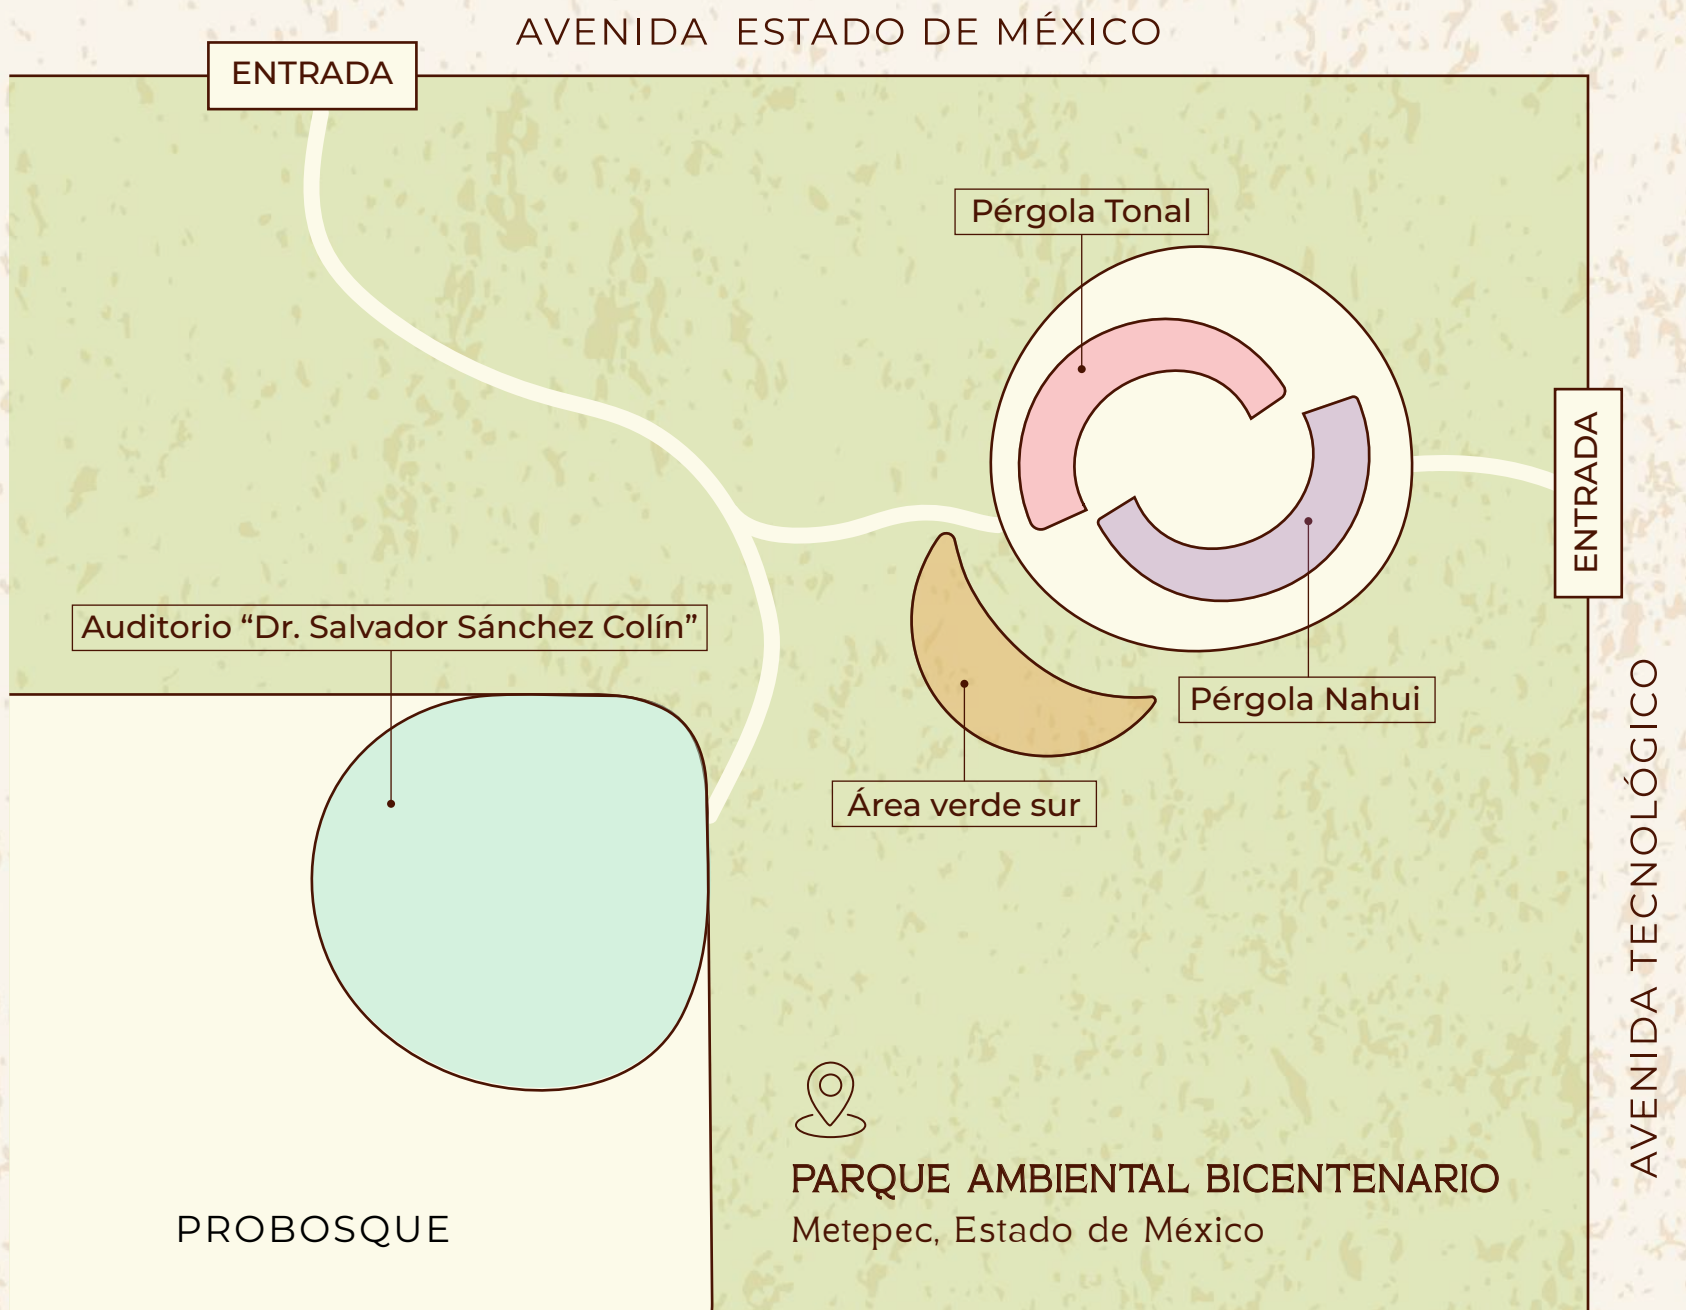 AVENIDA ESTADO DE MÉXICO
ENTRADA
Pérgola Tonal
ENTRADA
Auditorio “Dr. Salvador Sánchez Colín”
Pérgola Nahui
Área verde sur
AVENIDA TECNOLÓGICO
PARQUE AMBIENTAL BICENTENARIO
Metepec, Estado de México
PROBOSQUE